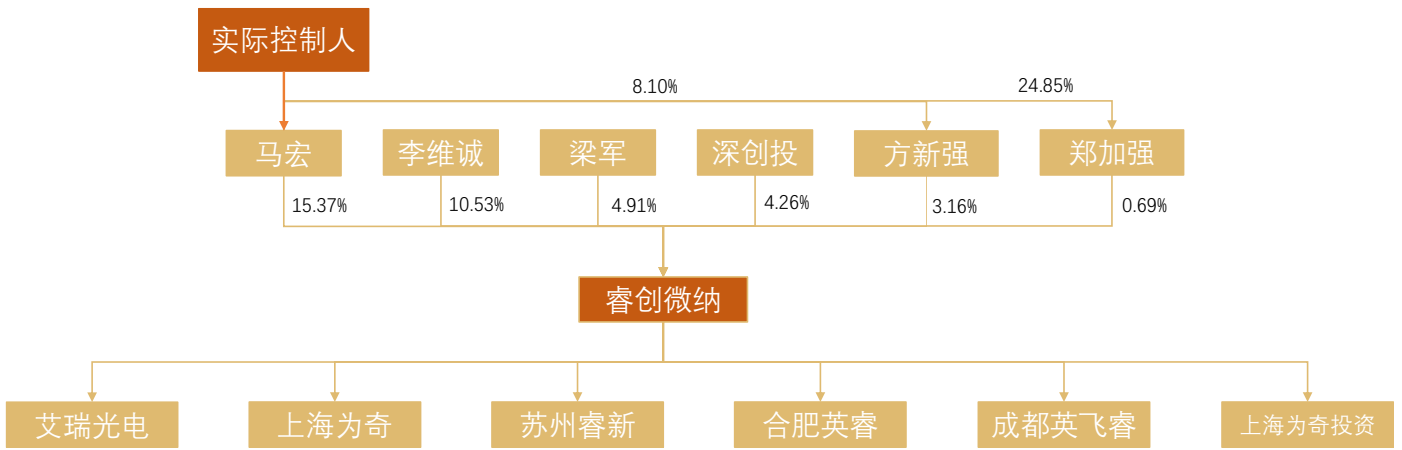 实际控制人
8.10%
24.85%
马宏
李维诚
梁军
深创投
方新强
郑加强
15.37%
10.53%
4.91%
4.26%
3.16%
0.69%
睿创微纳
艾瑞光电
上海为奇
苏州睿新
合肥英睿
成都英飞睿
上海为奇投资